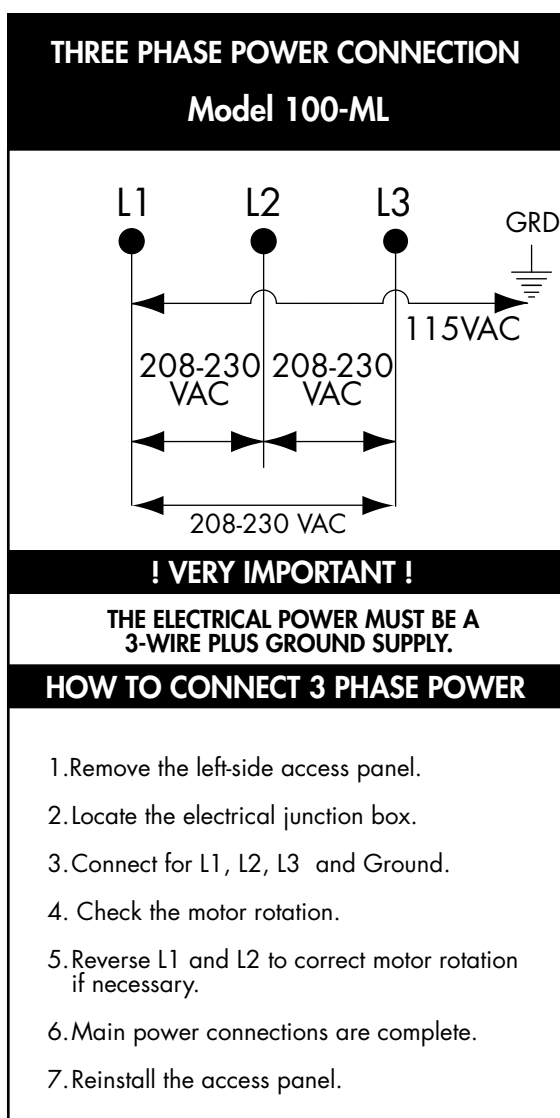 THREE PHASE POWER CONNECTION
Model 100-ML
L1 L2 L3
GRD
115VAC
208-230 208-230
VAC VAC
208-230 VAC
! VERY IMPORTANT !
THE ELECTRICAL POWER MUST BE A
3-WIRE PLUS GROUND SUPPLY.
HOW TO CONNECT 3 PHASE POWER
1.Remove the left-side access panel.
2.Locate the electrical junction box.
3.Connect for L1, L2, L3 and Ground.
4. Check the motor rotation.
5.Reverse L1 and L2 to correct motor rotation
if necessary.
6.Main power connections are complete.
7.Reinstall the access panel.